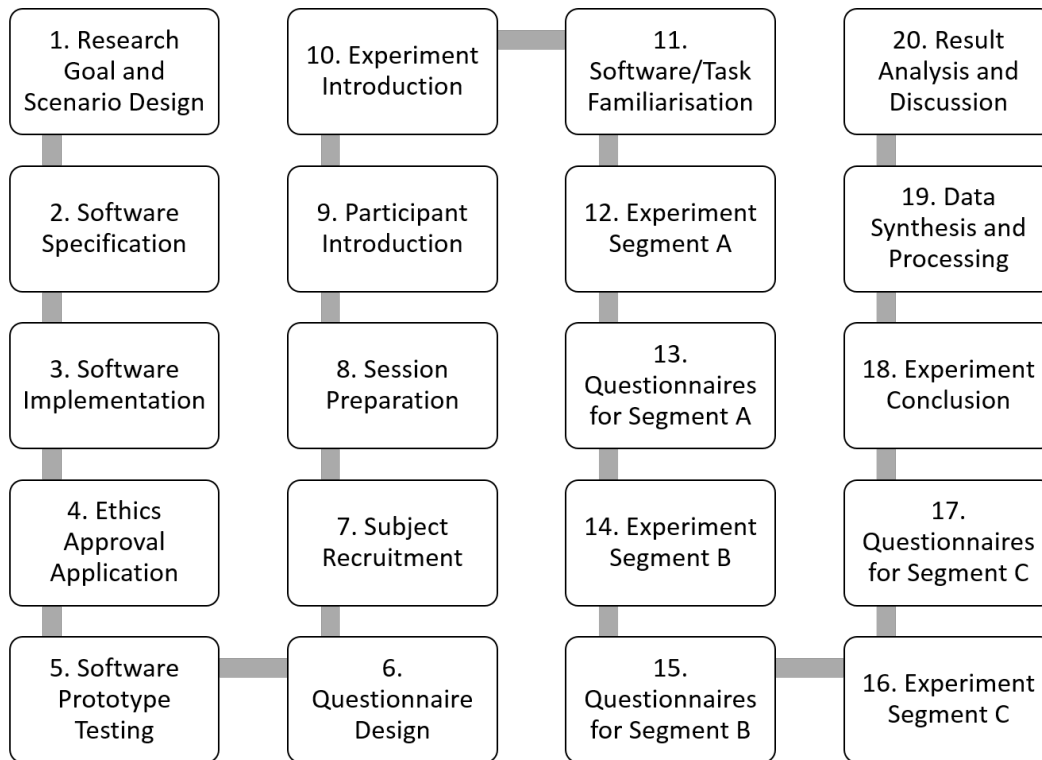 1. Research
Goal and
Scenario Design
2. Software
Specification
3. Software
Implementation
4. Ethics
Approval
Application
5. Software
Prototype
Testing
6.
Questionnaire
Design
7. Subject
Recruitment
8. Session
Preparation
9. Participant
Introduction
10. Experiment
Introduction
11.
Software/Task
Familiarisation
12. Experiment
Segment A
13.
Questionnaires
for Segment A
14. Experiment
Segment B
15.
Questionnaires
for Segment B
16. Experiment
Segment C
17.
Questionnaires
for Segment C
18. Experiment
Conclusion
19. Data
Synthesis and
Processing
20. Result
Analysis and
Discussion